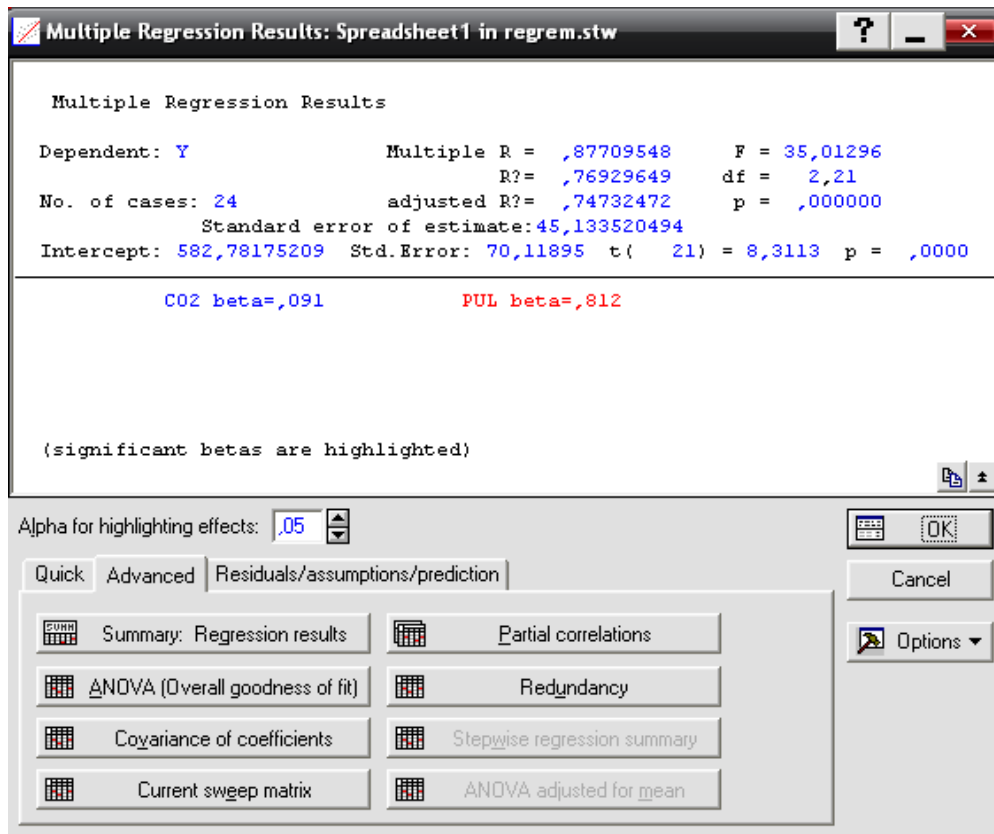 Multiple Regression Results: Spreadsheet1 in regrem.stw
Multiple Regression Results
Dependent: Y Multiple R = ,87709548 F = 35,01296
R?= ,76929649 df = 2,21
No. of cases: 24 adjusted R?= ,74732472 p = ,000000
Standard error of estimate:45,133520494
Intercept: 582,78175209 Std.Error: 70,11895 t( 21) = 8,3113 p = ,0000
CO2 beta=,091 PUL beta=,812
(significant betas are highlighted)
Alpha for highlighting effects: ,05
OK
Quick Advanced Residuals/assumptions/prediction
Cancel
Summary: Regression results Partial correlations
Options
ANOVA (Overall goodness of fit) Redundancy
Covariance of coefficients Stepwise regression summary
Current sweep matrix ANOVA adjusted for mean